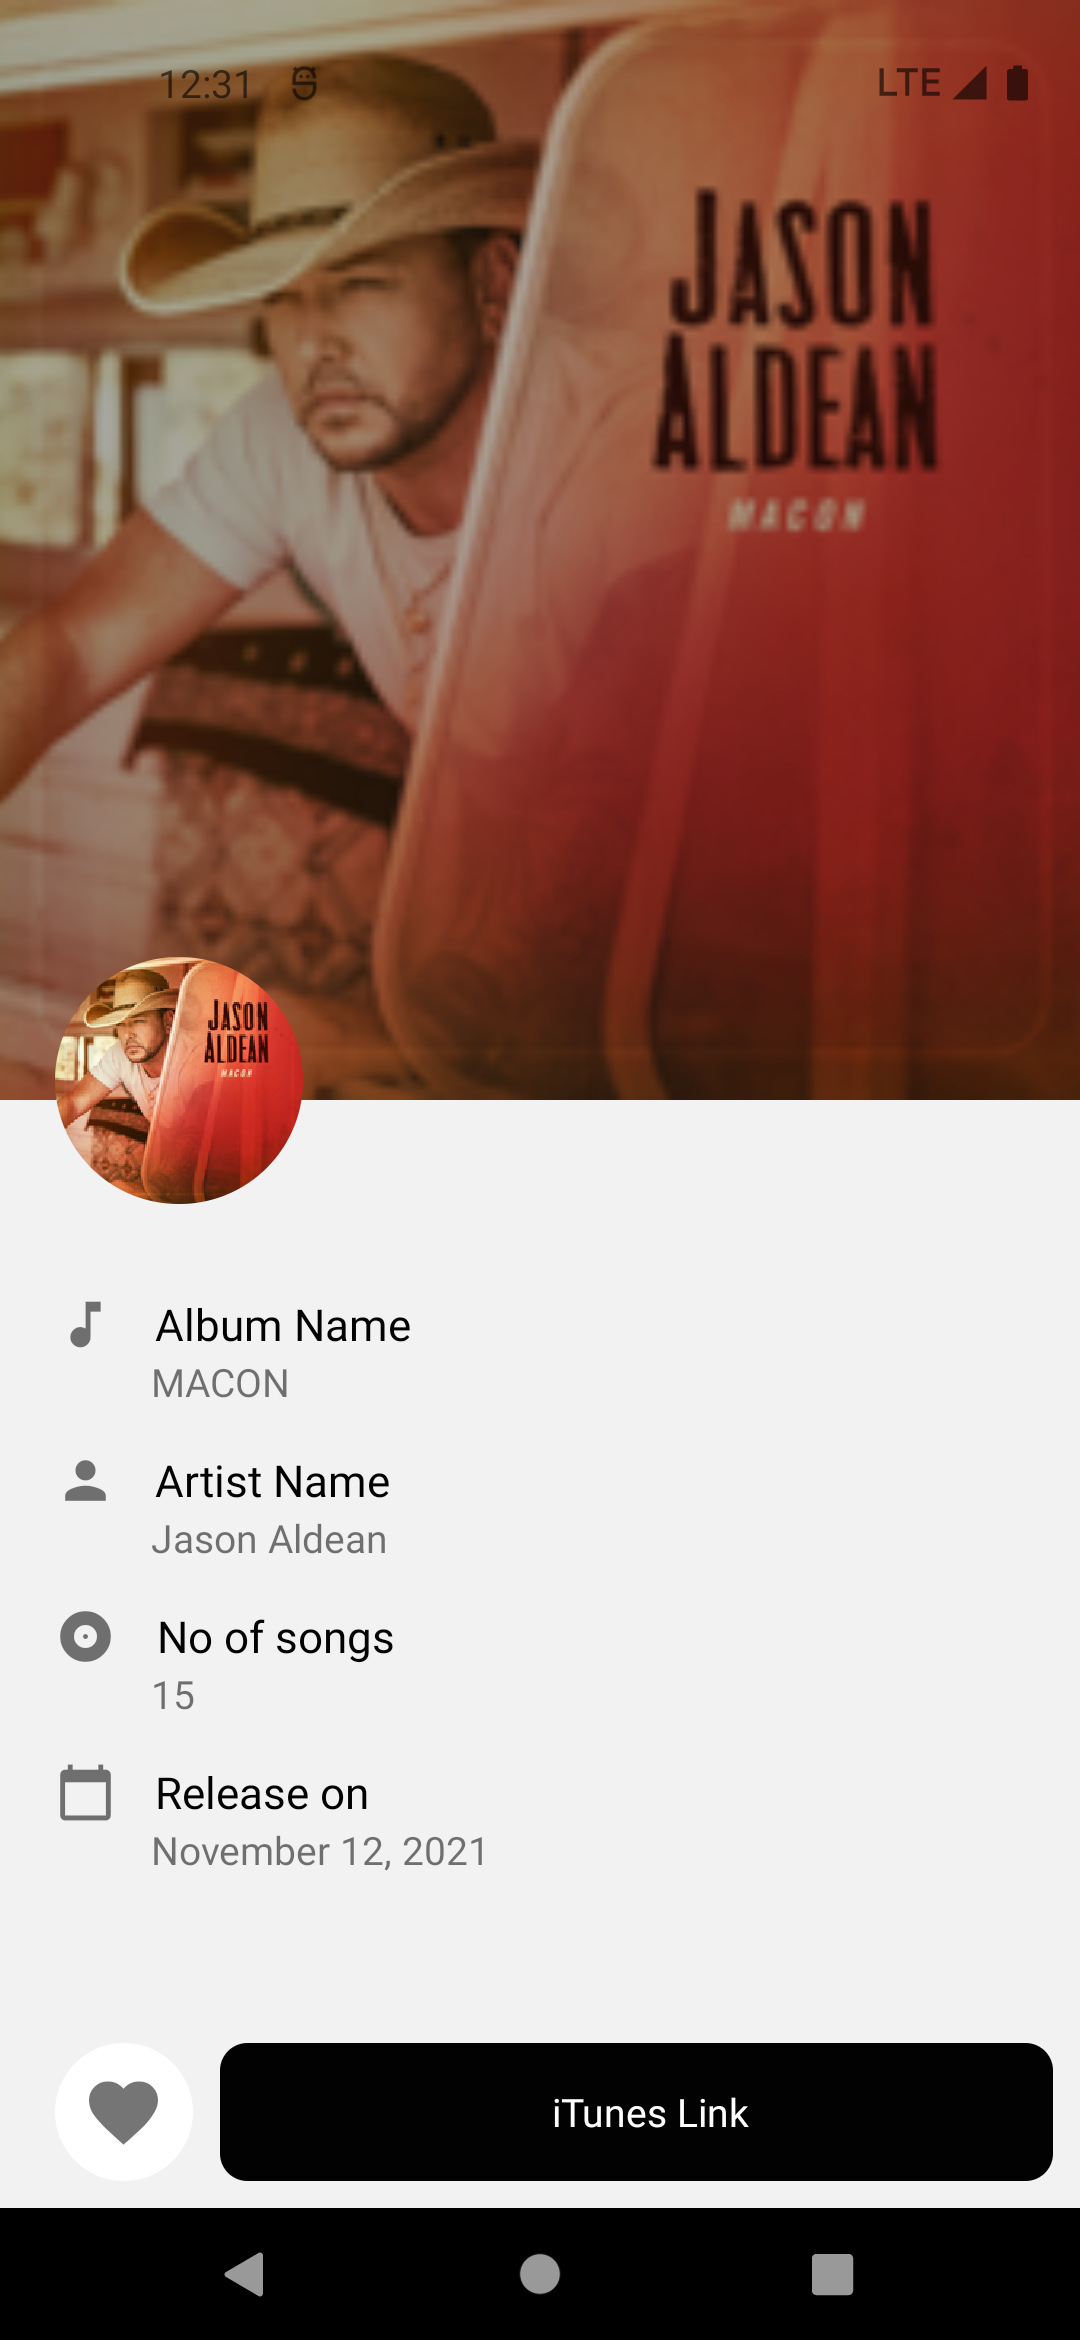 12:31
LTE
JASON
ALDEAN
MACON
JASON
ALDEAN
MACON
Album Name
MACON
Artist Name
Jason Aldean
No of songs
15
Release on
November 12, 2021
iTunes Link